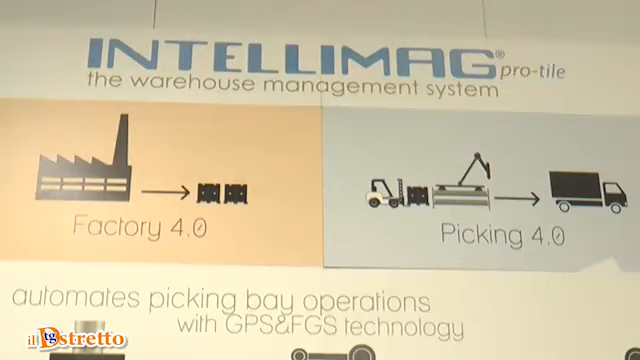 INTELLIMAG® pro-tile
the warehouse management system
Factory 4.0
Picking 4.0
automates picking bay operations
with GPS&FGS technology
il tg Distretto